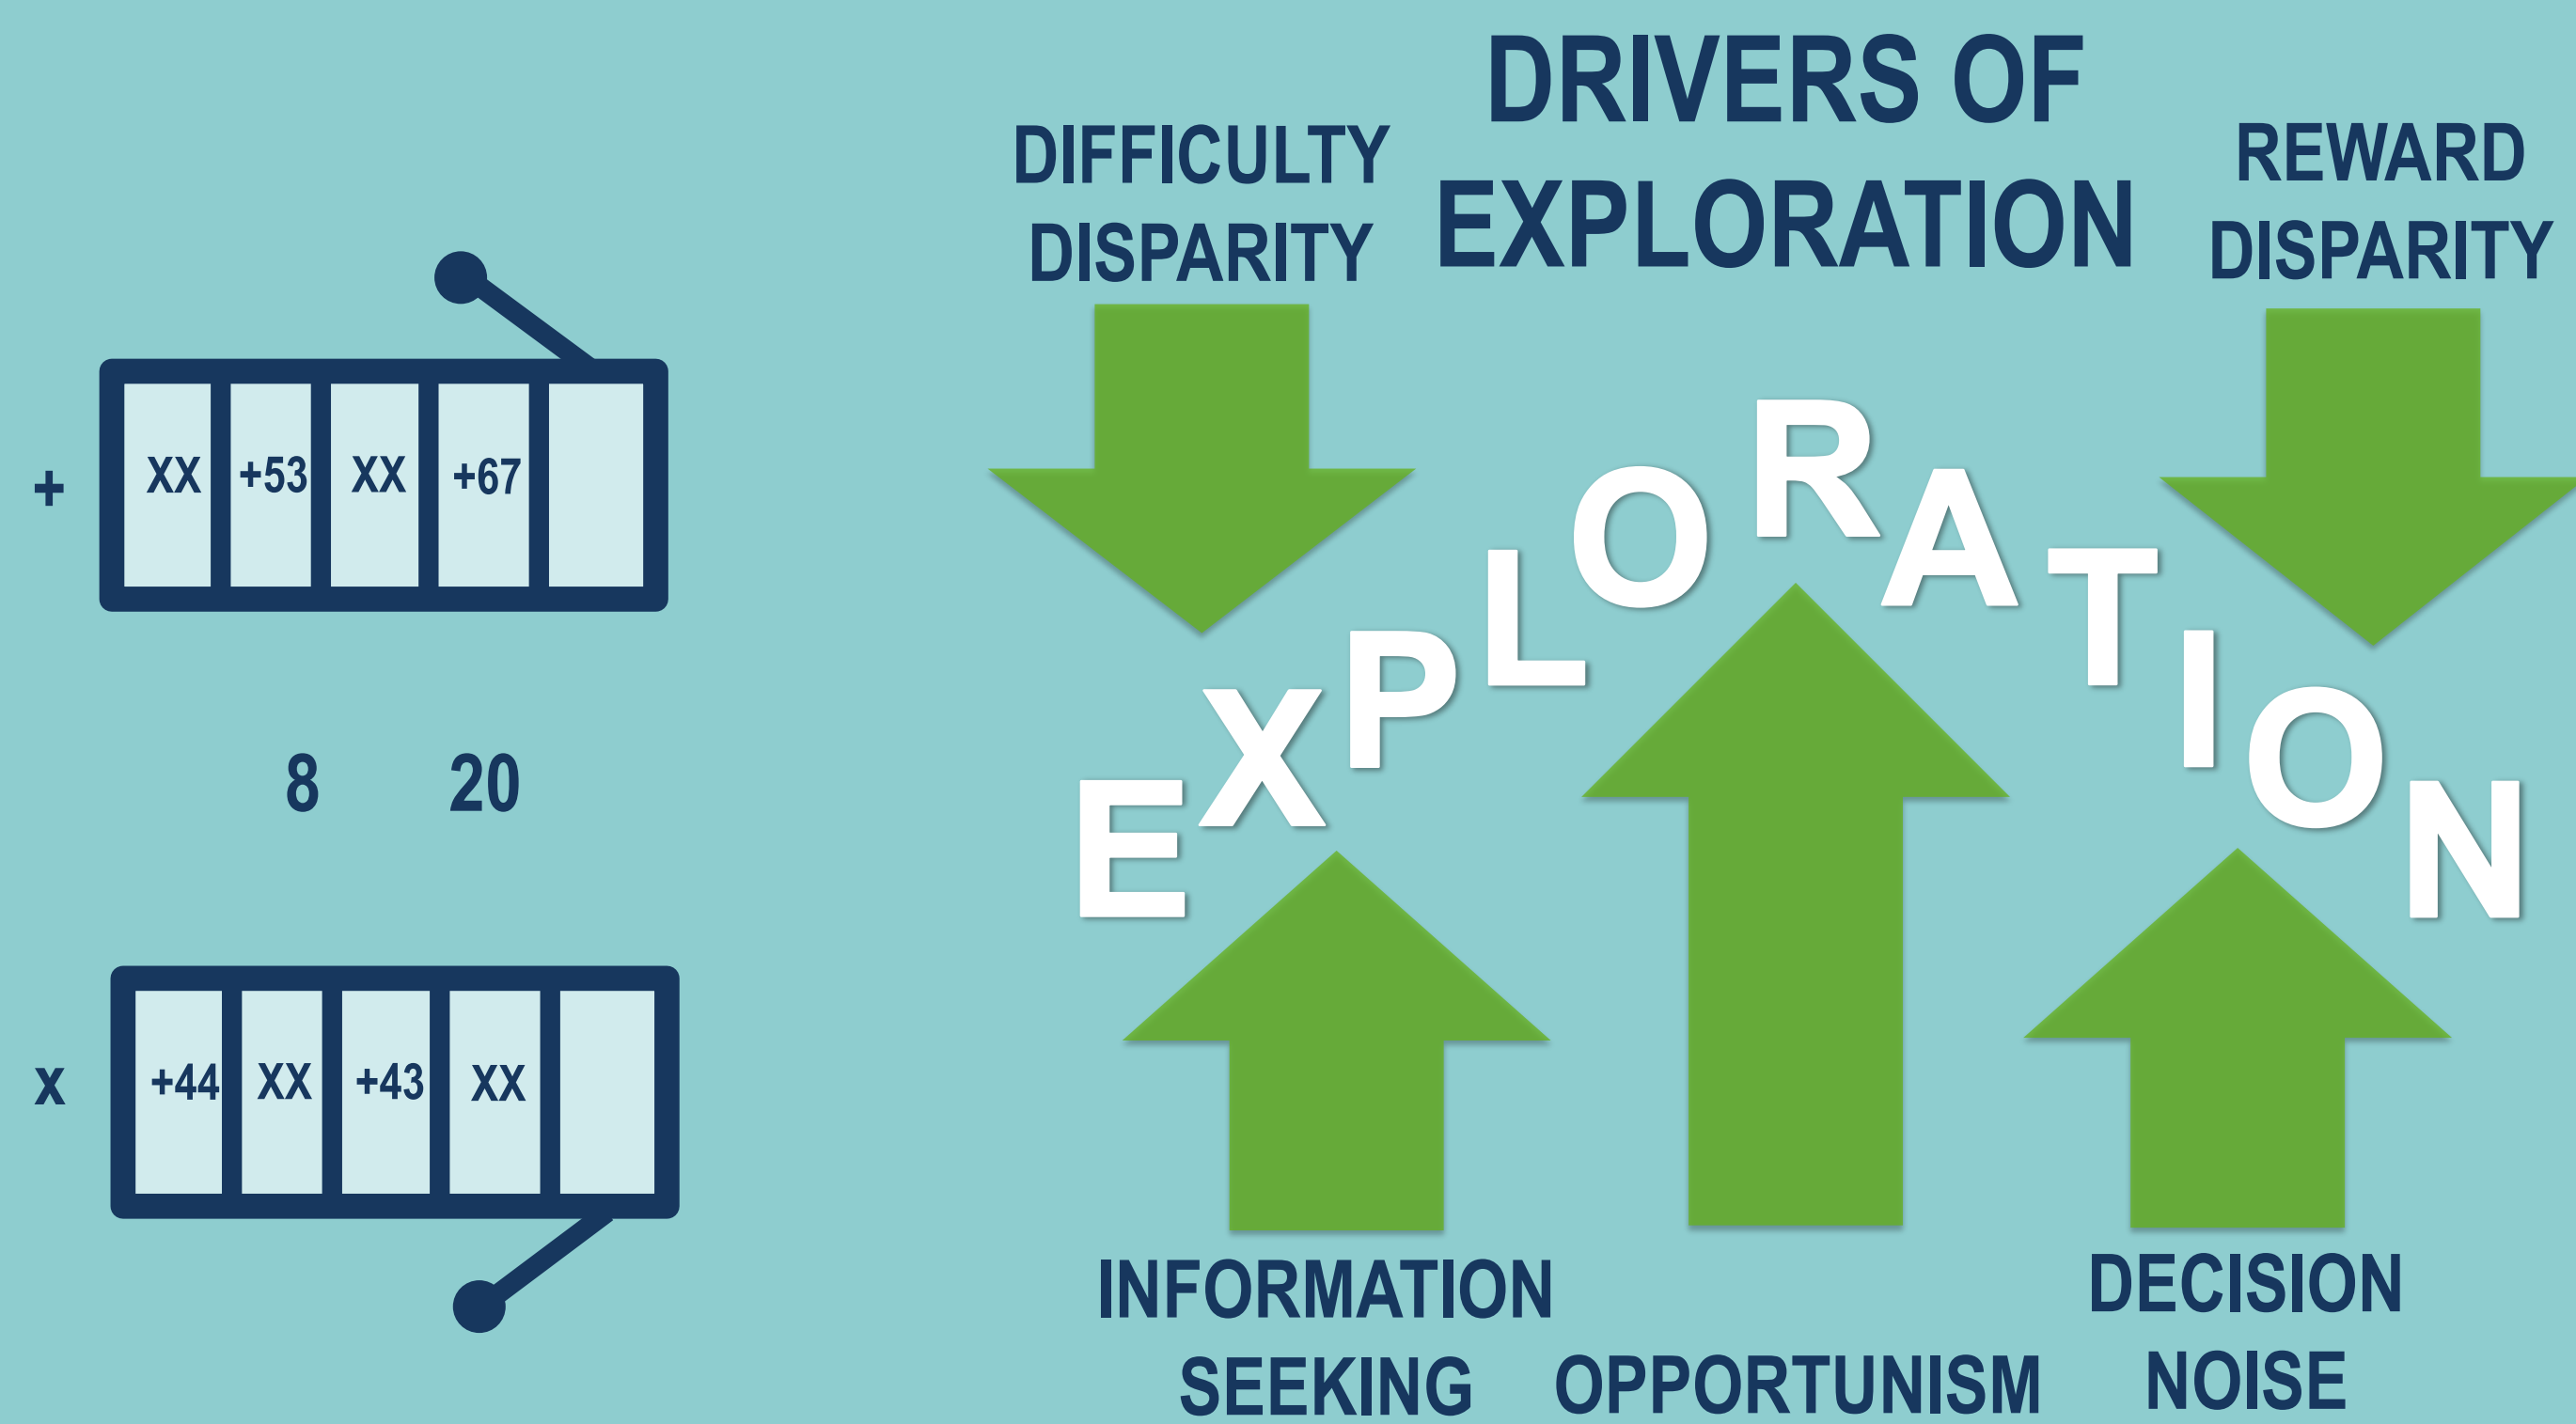 DRIVERS OF
EXPLORATION
DIFFICULTY
DISPARITY
REWARD
DISPARITY
+
XX +53 XX +67
8 20
x
+44 XX +43 XX
EXPLORATION
INFORMATION
SEEKING
OPPORTUNISM
DECISION
NOISE